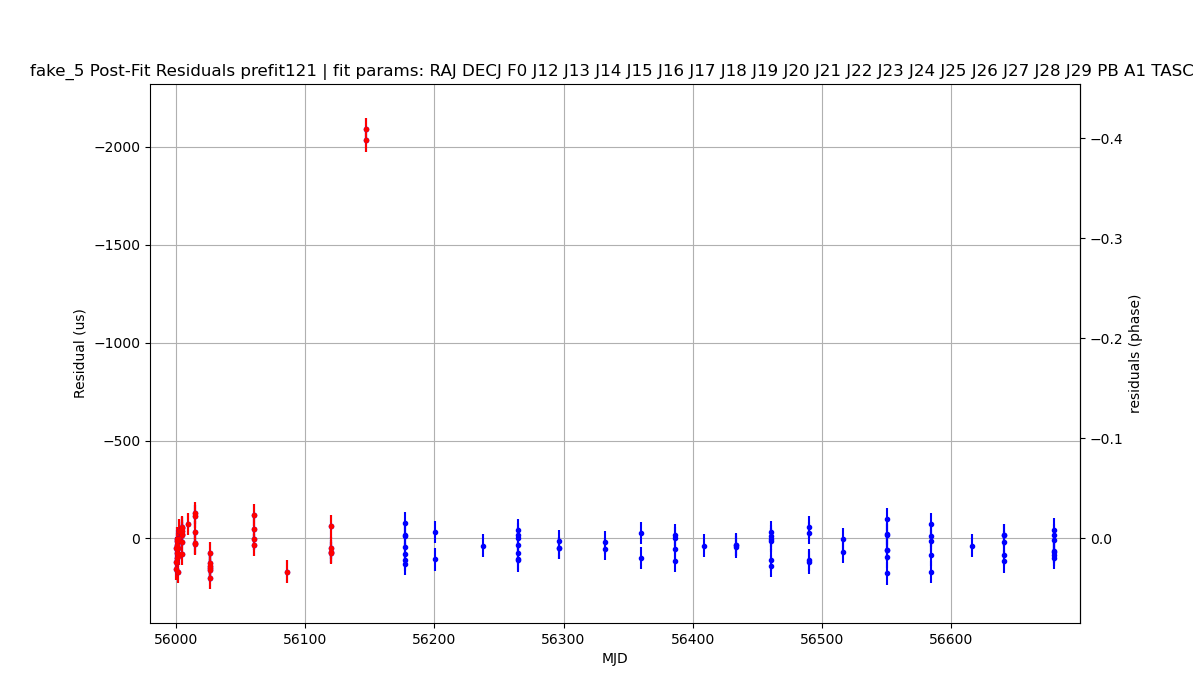 fake_5 Post-Fit Residuals prefit121 | fit params: RAJ DECJ F0 J12 J13 J14 J15 J16 J17 J18 J19 J20 J21 J22 J23 J24 J25 J26 J27 J28 J29 PB A1 TASC
−2000
−1500
−1000
−500
0
Residual (us)
−0.4
−0.3
−0.2
−0.1
0.0
residuals (phase)
56000 56100 56200 56300 56400 56500 56600
MJD